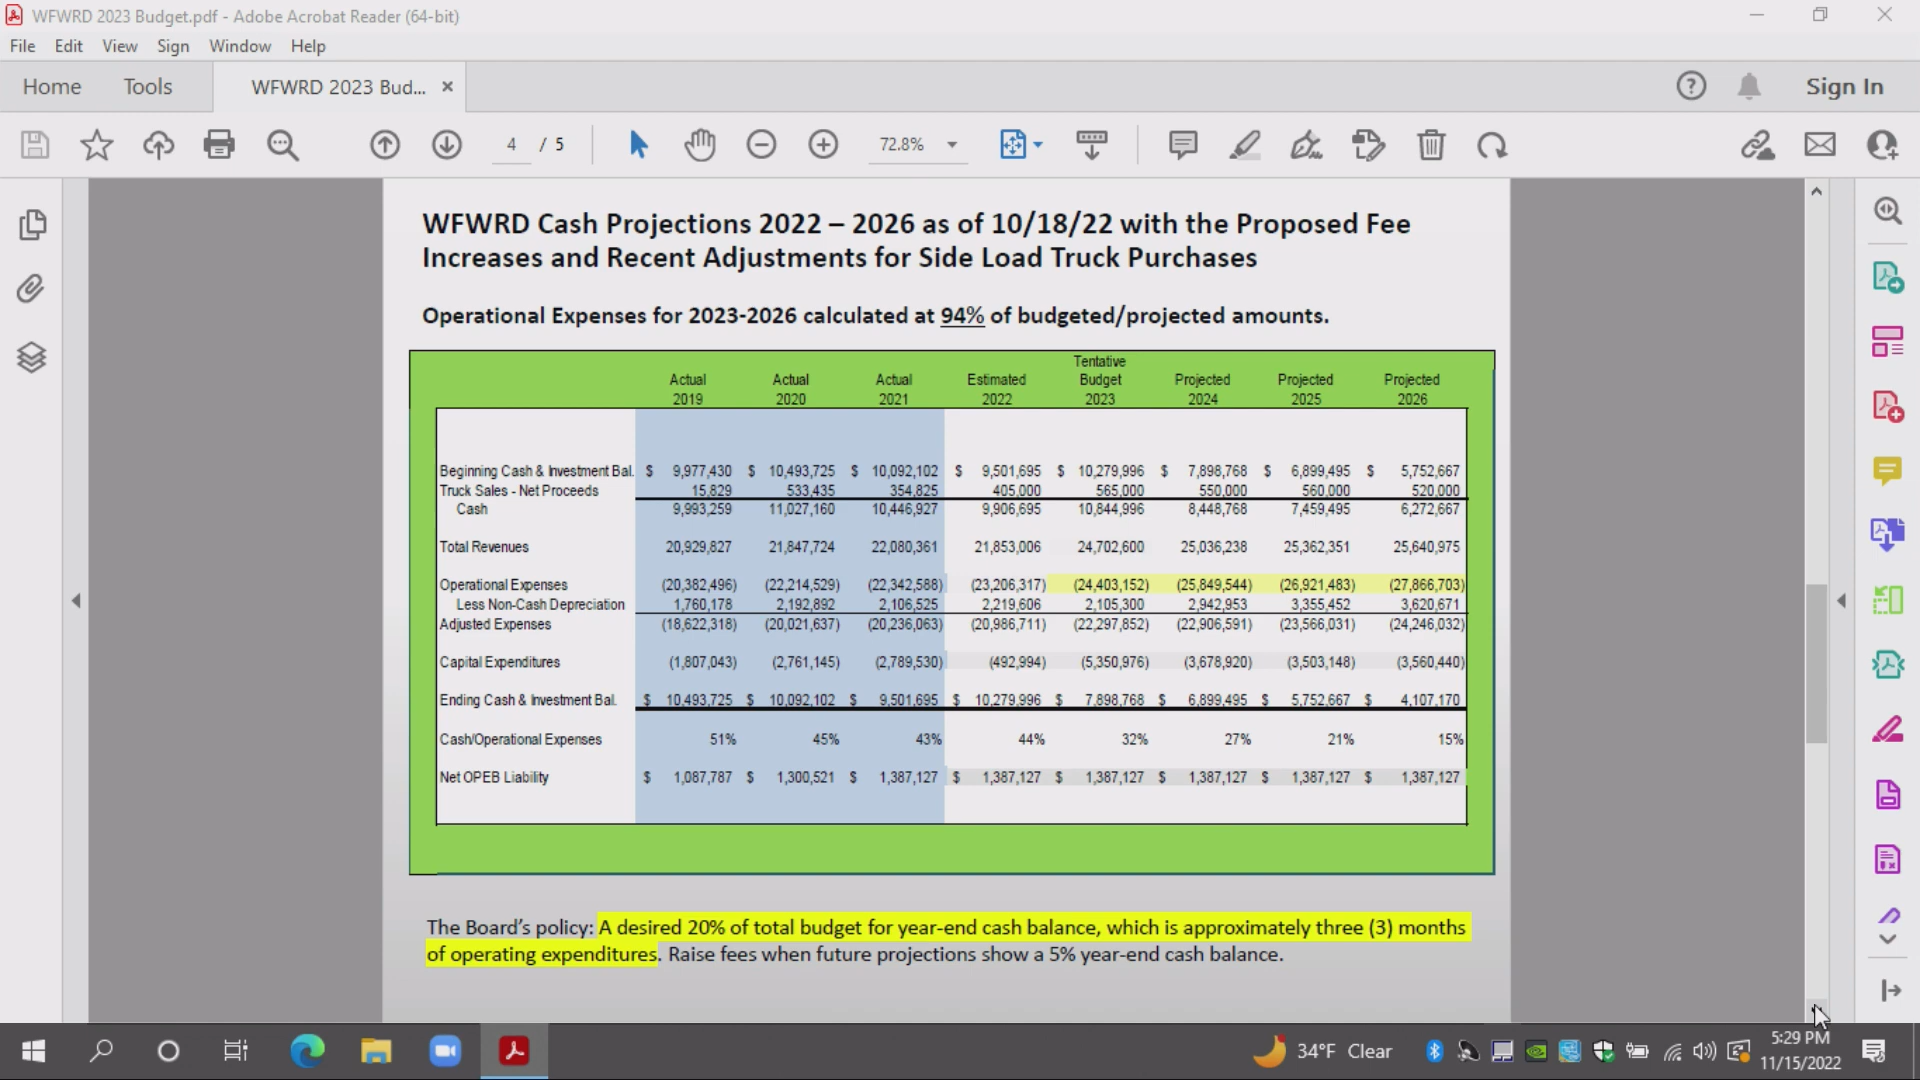 WFWRD 2023 Budget.pdf - Adobe Acrobat Reader (64-bit)
File Edit View Sign Window Help
Home Tools WFWRD 2023 Bud... × Sign In
4 / 5 72.8%
WFWRD Cash Projections 2022 – 2026 as of 10/18/22 with the Proposed Fee
Increases and Recent Adjustments for Side Load Truck Purchases
Operational Expenses for 2023-2026 calculated at 94% of budgeted/projected amounts.
Tentative
Actual Actual Actual Estimated Budget Projected Projected Projected
2019 2020 2021 2022 2023 2024 2025 2026
Beginning Cash & Investment Bal. $ 9,977,430 $ 10,493,725 $ 10,092,102 $ 9,501,695 $ 10,279,996 $ 7,898,768 $ 6,899,495 $ 5,752,667
Truck Sales - Net Proceeds 15,829 533,435 354,825 405,000 565,000 550,000 560,000 520,000
Cash 9,993,259 11,027,160 10,446,927 9,906,695 10,844,996 8,448,768 7,459,495 6,272,667
Total Revenues 20,929,827 21,847,724 22,080,361 21,853,006 24,702,600 25,036,238 25,362,351 25,640,975
Operational Expenses (20,382,496) (22,214,529) (22,342,588) (23,206,317) (24,403,152) (25,849,544) (26,921,483) (27,866,703)
Less Non-Cash Depreciation 1,760,178 2,192,892 2,106,525 2,219,606 2,105,300 2,942,953 3,355,452 3,620,671
Adjusted Expenses (18,622,318) (20,021,637) (20,236,063) (20,986,711) (22,297,852) (22,906,591) (23,566,031) (24,246,032)
Capital Expenditures (1,807,043) (2,761,145) (2,789,530) (492,994) (5,350,976) (3,678,920) (3,503,148) (3,560,440)
Ending Cash & Investment Bal. $ 10,493,725 $ 10,092,102 $ 9,501,695 $ 10,279,996 $ 7,898,768 $ 6,899,495 $ 5,752,667 $ 4,107,170
Cash/Operational Expenses 51% 45% 43% 44% 32% 27% 21% 15%
Net OPEB Liability $ 1,087,787 $ 1,300,521 $ 1,387,127 $ 1,387,127 $ 1,387,127 $ 1,387,127 $ 1,387,127 $ 1,387,127
The Board's policy: A desired 20% of total budget for year-end cash balance, which is approximately three (3) months
of operating expenditures. Raise fees when future projections show a 5% year-end cash balance.
34°F Clear
5:29 PM
11/15/2022